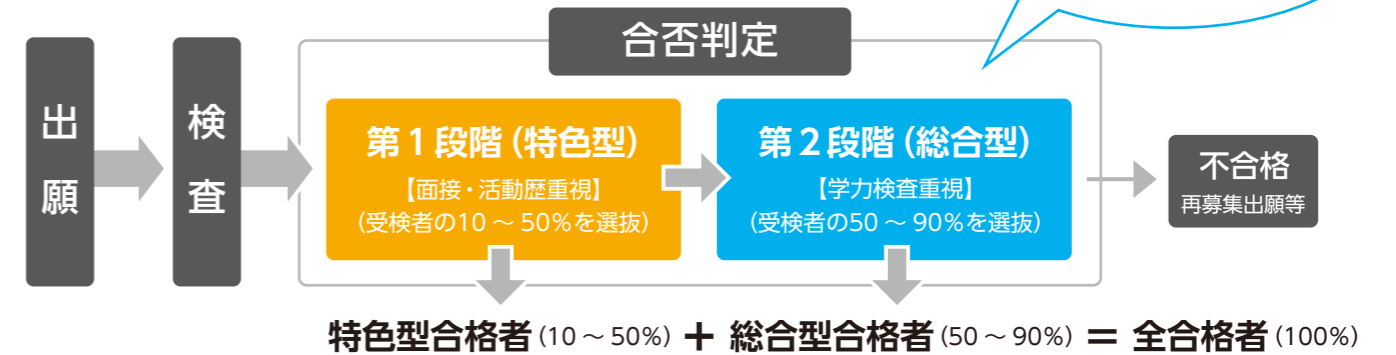 合否判定
出願
検査
第1段階(特色型)
【面接・活動歴重視】
(受検者の10~50%を選抜)
第2段階(総合型)
【学力検査重視】
(受検者の50~90%を選抜)
不合格
再募集出願等
特色型合格者(10~50%)+総合型合格者(50~90%)=全合格者(100%)